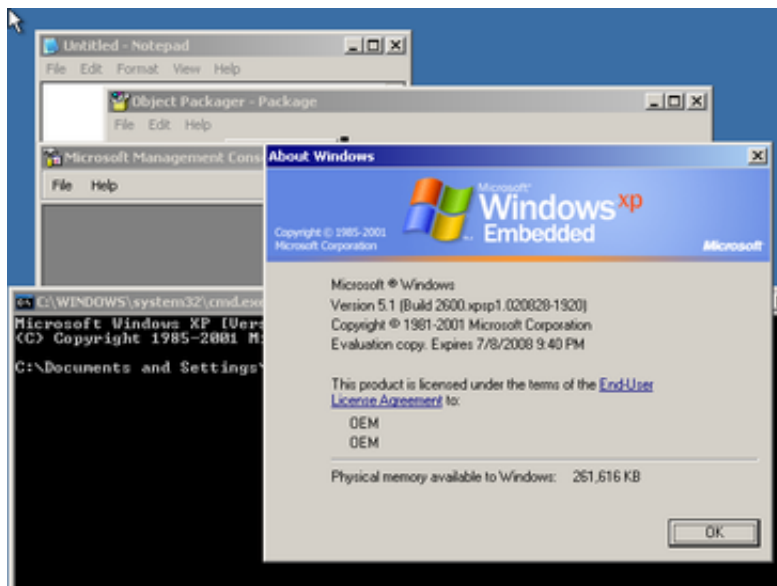 Untitled - Notepad
File Edit Format View Help
Object Packager - Package
File Edit Help
Microsoft Management Cons
File Help
About Windows
Microsoft®
Windows xp
Embedded
Copyright © 1985-2001
Microsoft Corporation
Microsoft
Microsoft ® Windows
Version 5.1 (Build 2600.xpsp1.020828-1920)
Copyright © 1981-2001 Microsoft Corporation
Evaluation copy. Expires 7/8/2008 9:40 PM
This product is licensed under the terms of the End-User
License Agreement to:
OEM
OEM
Physical memory available to Windows: 261,616 KB
OK
C:\WINDOWS\system32\cmd.exe
Microsoft Windows XP [Vers
(C) Copyright 1985-2001 Mi
C:\Documents and Settings\